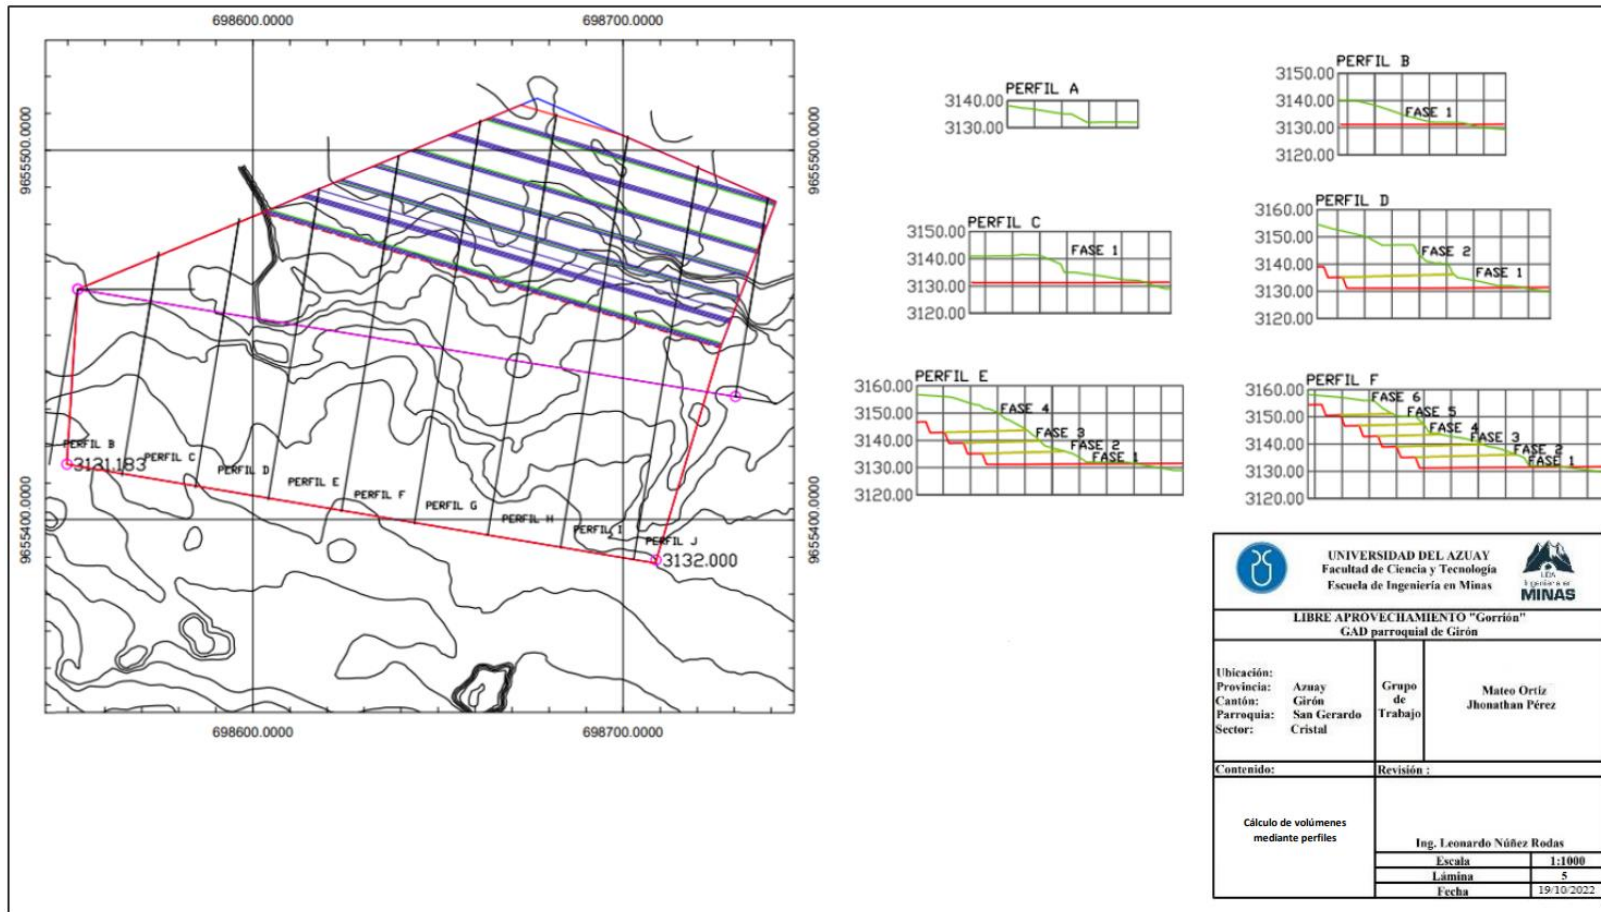 698600.0000
698700.0000
9655500.0000
9655500.0000
9655400.0000
9655400.0000
698600.0000
698700.0000
PERFIL B
3131.183
PERFIL C
PERFIL D
PERFIL E
PERFIL F
PERFIL G
PERFIL H
PERFIL I
PERFIL J
3132.000
PERFIL A
3140.00
3130.00
PERFIL B
3150.00
3140.00
3130.00
3120.00
FASE 1
PERFIL C
3150.00
3140.00
3130.00
3120.00
FASE 1
PERFIL D
3160.00
3150.00
3140.00
3130.00
3120.00
FASE 2
FASE 1
PERFIL E
3160.00
3150.00
3140.00
3130.00
3120.00
FASE 4
FASE 3
FASE 2
FASE 1
PERFIL F
3160.00
3150.00
3140.00
3130.00
3120.00
FASE 6
FASE 5
FASE 4
FASE 3
FASE 2
FASE 1
UNIVERSIDAD DEL AZUAY
Facultad de Ciencia y Tecnología
Escuela de Ingeniería en Minas
UDA
Ingeniería en
MINAS
LIBRE APROVECHAMIENTO "Gorrión"
GAD parroquial de Girón
Ubicación:
Provincia: Azuay
Cantón: Girón
Parroquia: San Gerardo
Sector: Cristal
Grupo
de
Trabajo
Mateo Ortiz
Jhonathan Pérez
Contenido:
Revisión :
Cálculo de volúmenes
mediante perfiles
Ing. Leonardo Núñez Rodas
Escala 1:1000
Lámina 5
Fecha 19/10/2022